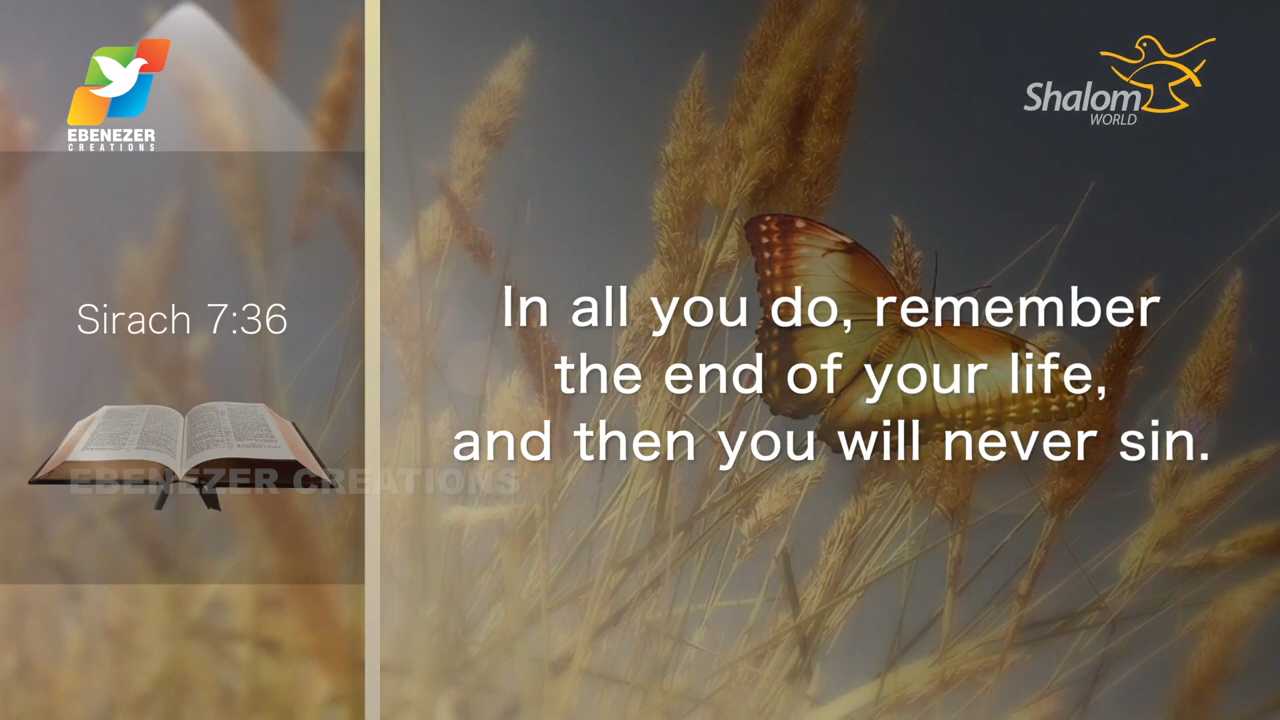 EBENEZER
CREATIONS
Shalom
WORLD
Sirach 7:36
In all you do, remember
the end of your life,
and then you will never sin.
EBENEZER CREATIONS